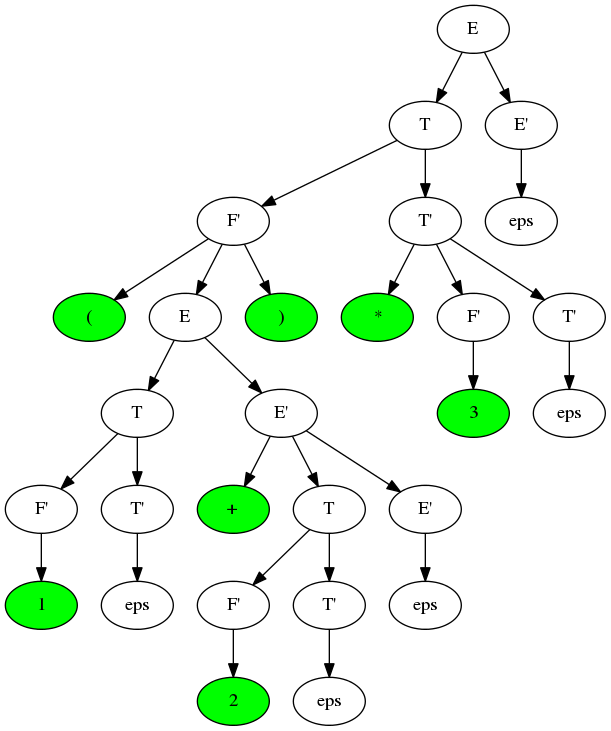 E
T E'
F' T' eps
( E ) * F' T'
T E' 3 eps
F' T' + T E'
1 eps F' T' eps
2 eps